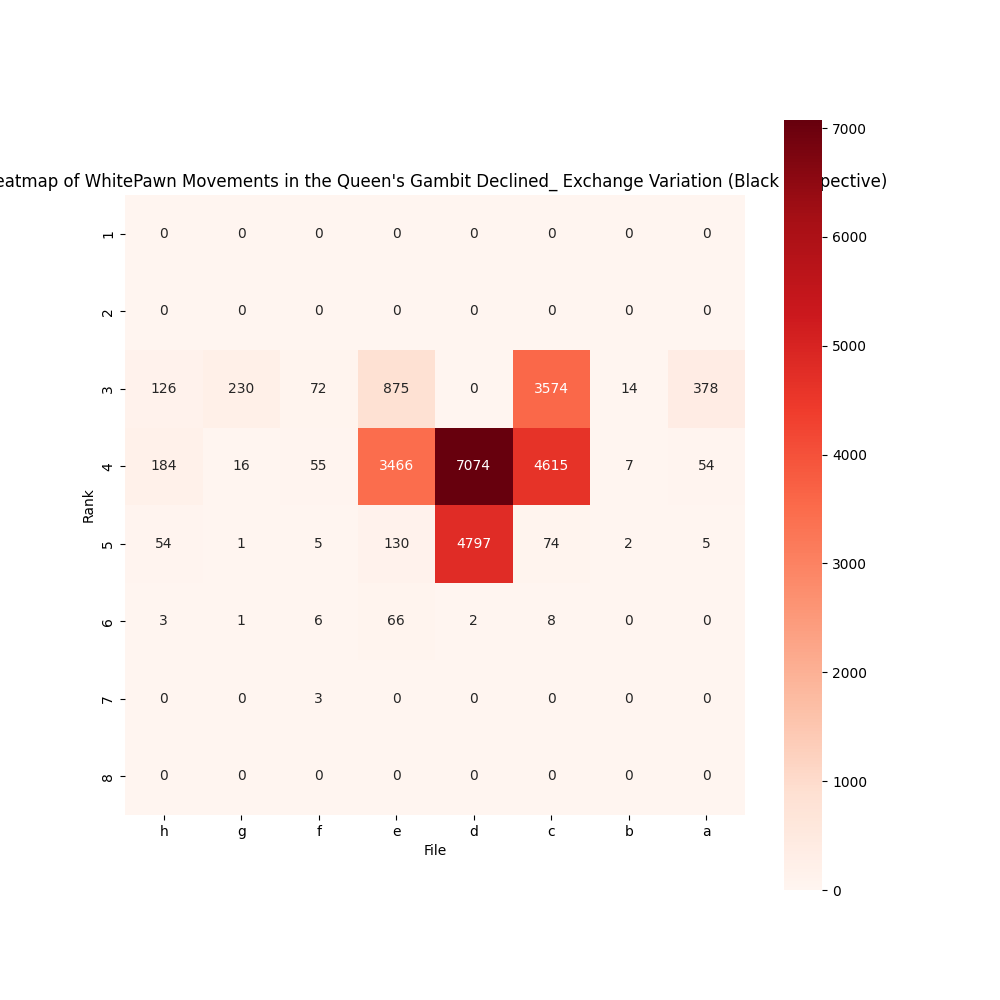 eatmap of WhitePawn Movements in the Queen's Gambit Declined_ Exchange Variation (Black pective)
7000
6000
5000
4000
3000
2000
1000
0
Rank
1 0 0 0 0 0 0 0 0
2 0 0 0 0 0 0 0 0
3 126 230 72 875 0 3574 14 378
4 184 16 55 3466 7074 4615 7 54
5 54 1 5 130 4797 74 2 5
6 3 1 6 66 2 8 0 0
7 0 0 3 0 0 0 0 0
8 0 0 0 0 0 0 0 0
h g f e d c b a
File